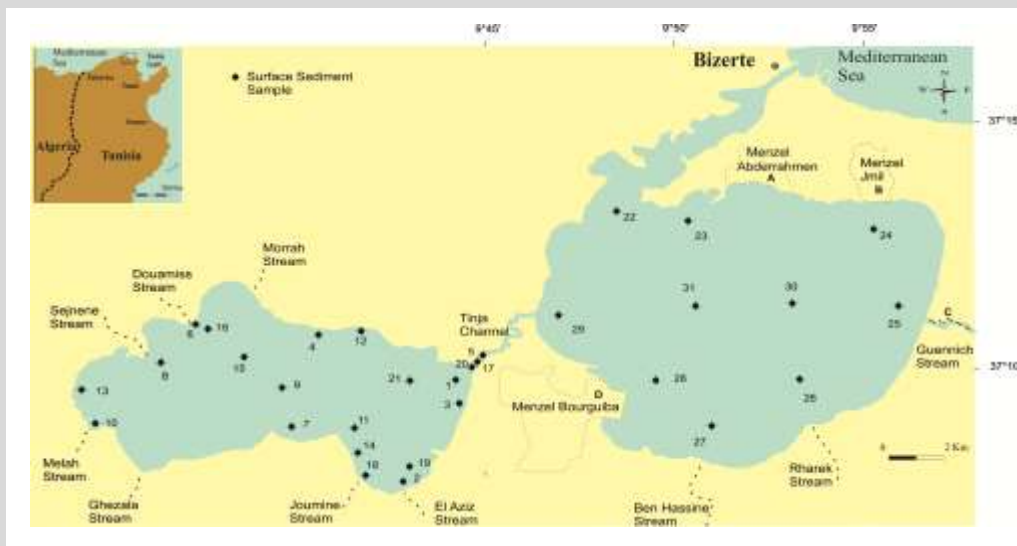 9°45'
9°50'
9°55'
Mediterranean
Sea
Algeria
Tunisia
Surface Sediment
Sample
Bizerte
Mediterranean
Sea
N
W
37°15'
Menzel
Abderrahmen
A
Menzel
Jmil
B
22
23
24
Morrah
Stream
Douamiss
Stream
Sejnene
Stream
Tinja
Channel
31
30
25
C
Guennich
Stream
29
6
16
4
12
5
20
17
8
9
21
1
3
37°10'
13
10
7
11
14
18
19
2
28
26
27
D
Menzel Bourguiba
0
2 Km
Melah
Stream
Ghezala
Stream
Joumine
Stream
El Aziz
Stream
Ben Hassine
Stream
Rharek
Stream